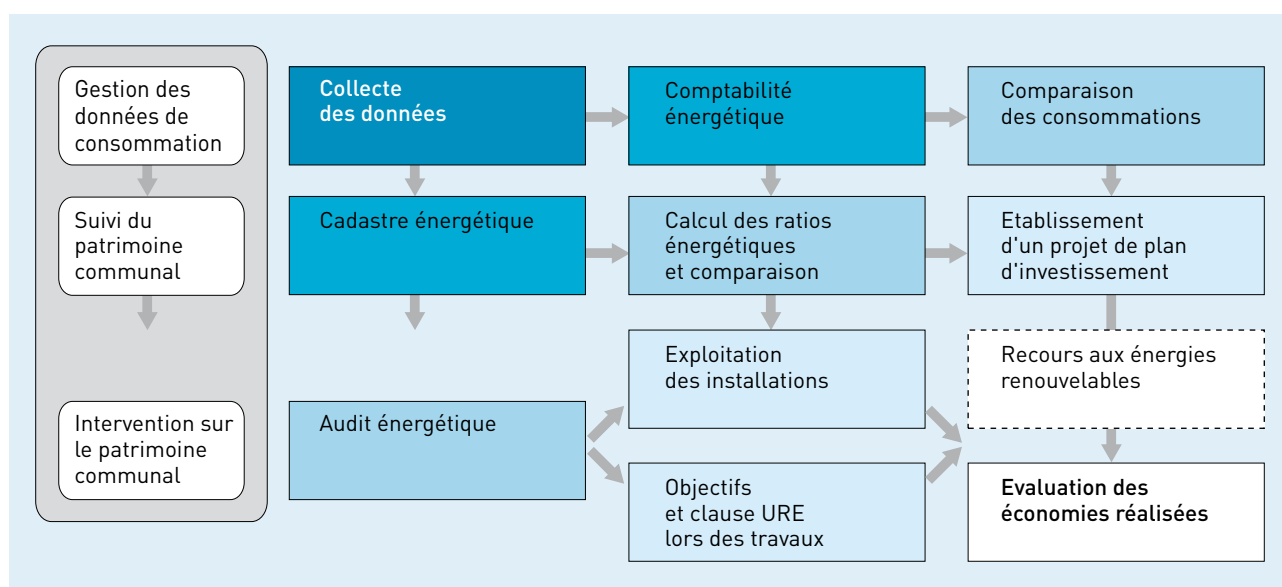 Gestion des
données de
consommation
Collecte
des données
Comptabilité
énergétique
Comparaison
des consommations
Suivi du
patrimoine
communal
Cadastre énergétique
Calcul des ratios
énergétiques
et comparaison
Etablissement
d'un projet de plan
d'investissement
Exploitation
des installations
Recours aux énergies
renouvelables
Intervention sur
le patrimoine
communal
Audit énergétique
Objectifs
et clause URE
lors des travaux
Evaluation des
économies réalisées